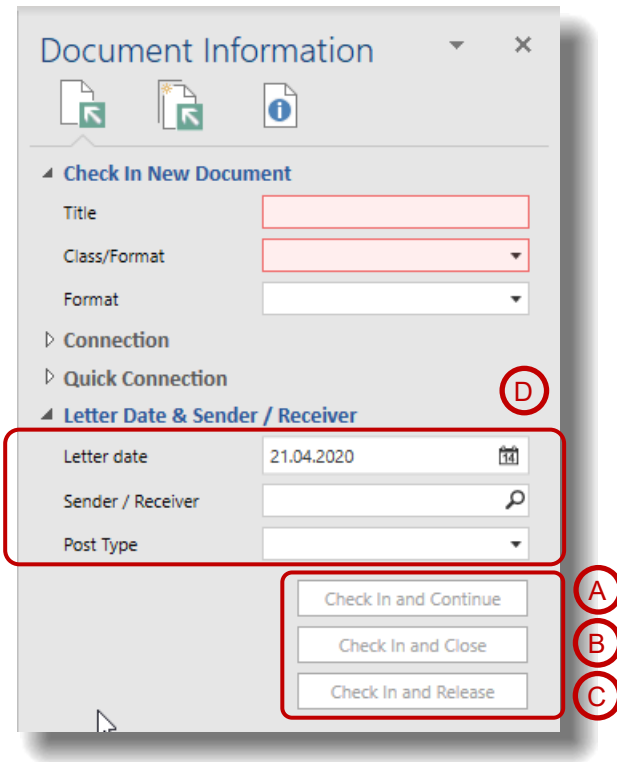 Document Information
Check In New Document
Title
Class/Format
Format
Connection
Quick Connection
D
Letter Date & Sender / Receiver
Letter date 21.04.2020 14
Sender / Receiver
Post Type
Check In and Continue A
Check In and Close B
Check In and Release C